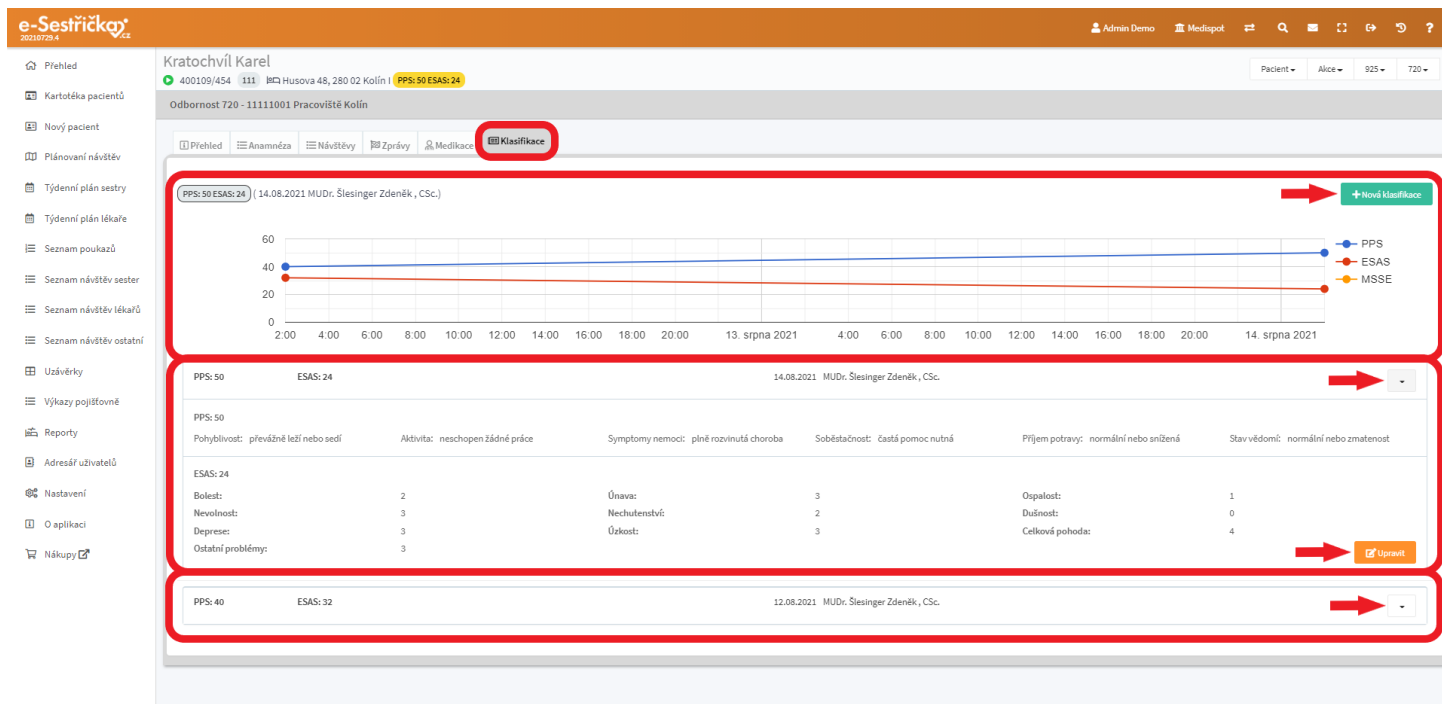 e-Sestřička.cz
20210729.4
Admin Demo Medispot ?
Přehled
Kartotéka pacientů
Nový pacient
Plánovaní návštěv
Týdenní plán sestry
Týdenní plán lékaře
Seznam poukazů
Seznam návštěv sester
Seznam návštěv lékařů
Seznam návštěv ostatní
Uzávěrky
Výkazy pojišťovně
Reporty
Adresář uživatelů
Nastavení
O aplikaci
Nákupy
Kratochvíl Karel
400109/454 111 Husova 48, 280 02 Kolín I PPS: 50 ESAS: 24
Pacient Akce 925 720
Odbornost 720 - 11111001 Pracoviště Kolín
Přehled Anamnéza Návštěvy Zprávy Medikace Klasifikace
PPS: 50 ESAS: 24 ( 14.08.2021 MUDr. Šlesinger Zdeněk , CSc.)
+ Nová klasifikace
60
40
20
0
2:00 4:00 6:00 8:00 10:00 12:00 14:00 16:00 18:00 20:00 13. srpna 2021 4:00 6:00 8:00 10:00 12:00 14:00 16:00 18:00 20:00 14. srpna 2021
PPS
ESAS
MSSE
PPS: 50 ESAS: 24 14.08.2021 MUDr. Šlesinger Zdeněk , CSc.
PPS: 50
Pohyblivost: převážně leží nebo sedí Aktivita: neschopen žádné práce Symptomy nemoci: plně rozvinutá choroba Soběstačnost: častá pomoc nutná Příjem potravy: normální nebo snížená Stav vědomí: normální nebo zmatenost
ESAS: 24
Bolest: 2 Únava: 3 Ospalost: 1
Nevolnost: 3 Nechutenství: 2 Dušnost: 0
Deprese: 3 Úzkost: 3 Celková pohoda: 4
Ostatní problémy: 3
Upravit
PPS: 40 ESAS: 32 12.08.2021 MUDr. Šlesinger Zdeněk , CSc.